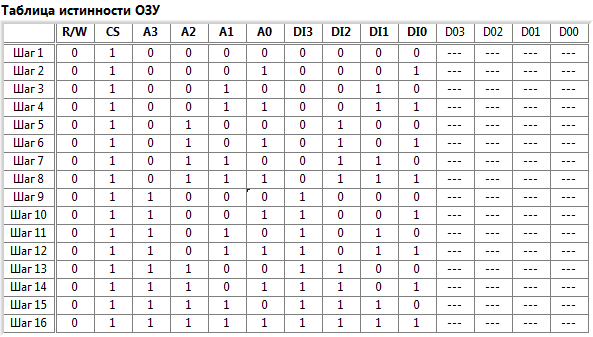 Таблица истинности ОЗУ
R/W CS A3 A2 A1 A0 DI3 DI2 DI1 DI0 D03 D02 D01 D00
Шаг 1 0 1 0 0 0 0 0 0 0 0 --- --- --- ---
Шаг 2 0 1 0 0 0 1 0 0 0 1 --- --- --- ---
Шаг 3 0 1 0 0 1 0 0 0 1 0 --- --- --- ---
Шаг 4 0 1 0 0 1 1 0 0 1 1 --- --- --- ---
Шаг 5 0 1 0 1 0 0 0 1 0 0 --- --- --- ---
Шаг 6 0 1 0 1 0 1 0 1 0 1 --- --- --- ---
Шаг 7 0 1 0 1 1 0 0 1 1 0 --- --- --- ---
Шаг 8 0 1 0 1 1 1 0 1 1 1 --- --- --- ---
Шаг 9 0 1 1 0 0 0 1 0 0 0 --- --- --- ---
Шаг 10 0 1 1 0 0 1 1 0 0 1 --- --- --- ---
Шаг 11 0 1 1 0 1 0 1 0 1 0 --- --- --- ---
Шаг 12 0 1 1 0 1 1 1 0 1 1 --- --- --- ---
Шаг 13 0 1 1 1 0 0 1 1 0 0 --- --- --- ---
Шаг 14 0 1 1 1 0 1 1 1 0 1 --- --- --- ---
Шаг 15 0 1 1 1 1 0 1 1 1 0 --- --- --- ---
Шаг 16 0 1 1 1 1 1 1 1 1 1 --- --- --- ---